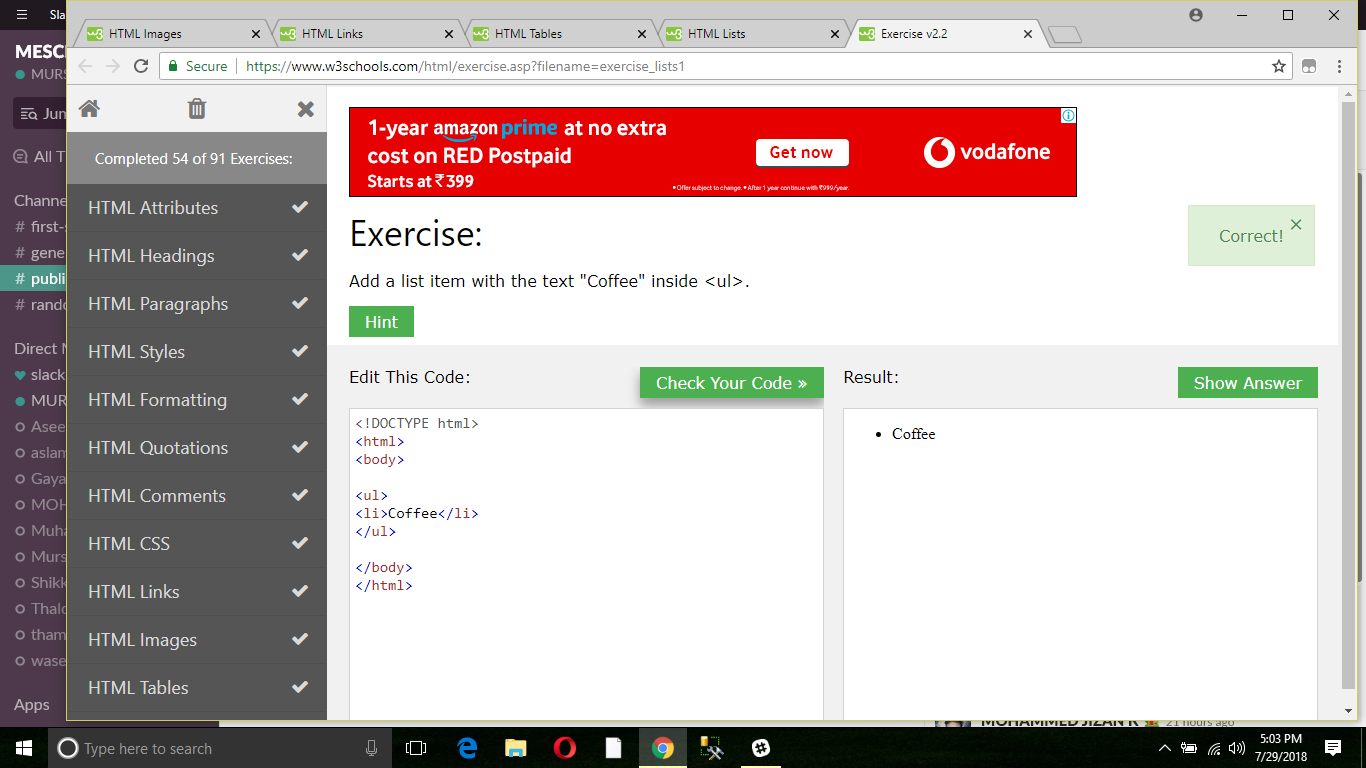 Sla
HTML Images
HTML Links
HTML Tables
HTML Lists
Exercise v2.2
Secure
https://www.w3schools.com/html/exercise.asp?filename=exercise_lists1
MESC
MURS
Jum
All T
Channe
# first-
# gene
# publi
# rando
Direct M
slack
MUR
Asee
aslam
Gaya
MOH
Muha
Murs
Shikk
Thalo
tham
wase
Apps
Completed 54 of 91 Exercises:
HTML Attributes
HTML Headings
HTML Paragraphs
HTML Styles
HTML Formatting
HTML Quotations
HTML Comments
HTML CSS
HTML Links
HTML Images
HTML Tables
1-year amazon prime at no extra
cost on RED Postpaid
Starts at ₹399
Get now
vodafone
• Offer subject to change. • After 1 year continue with ₹999/year.
Exercise:
Correct!
Add a list item with the text "Coffee" inside <ul>.
Hint
Edit This Code:
Check Your Code »
Result:
Show Answer
<!DOCTYPE html>
<html>
<body>
<ul>
<li>Coffee</li>
</ul>
</body>
</html>
• Coffee
MOHAMMED JIZAN K
21 hours ago
Type here to search
5:03 PM
7/29/2018